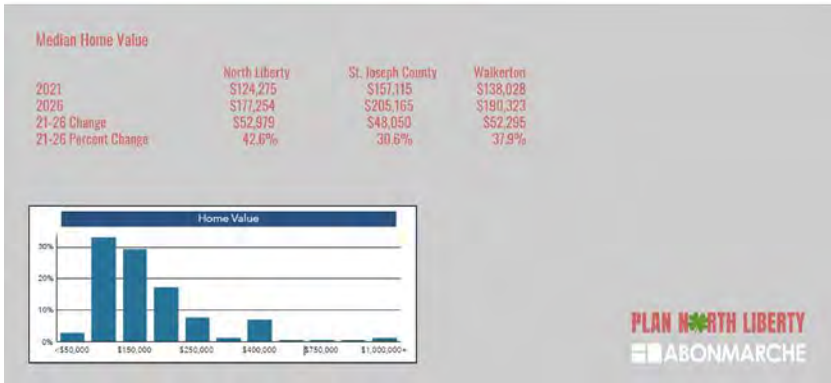 Median Home Value
North Liberty St. Joseph County Walkerton
2021 $124,275 $157,115 $138,028
2026 $177,254 $205,165 $190,323
21-26 Change $52,979 $48,050 $52,295
21-26 Percent Change 42.6% 30.6% 37.9%
Home Value
30%
20%
10%
0%
<$50,000 $150,000 $250,000 $400,000 $750,000 $1,000,000+
PLAN NORTH LIBERTY
ABONMARCHE